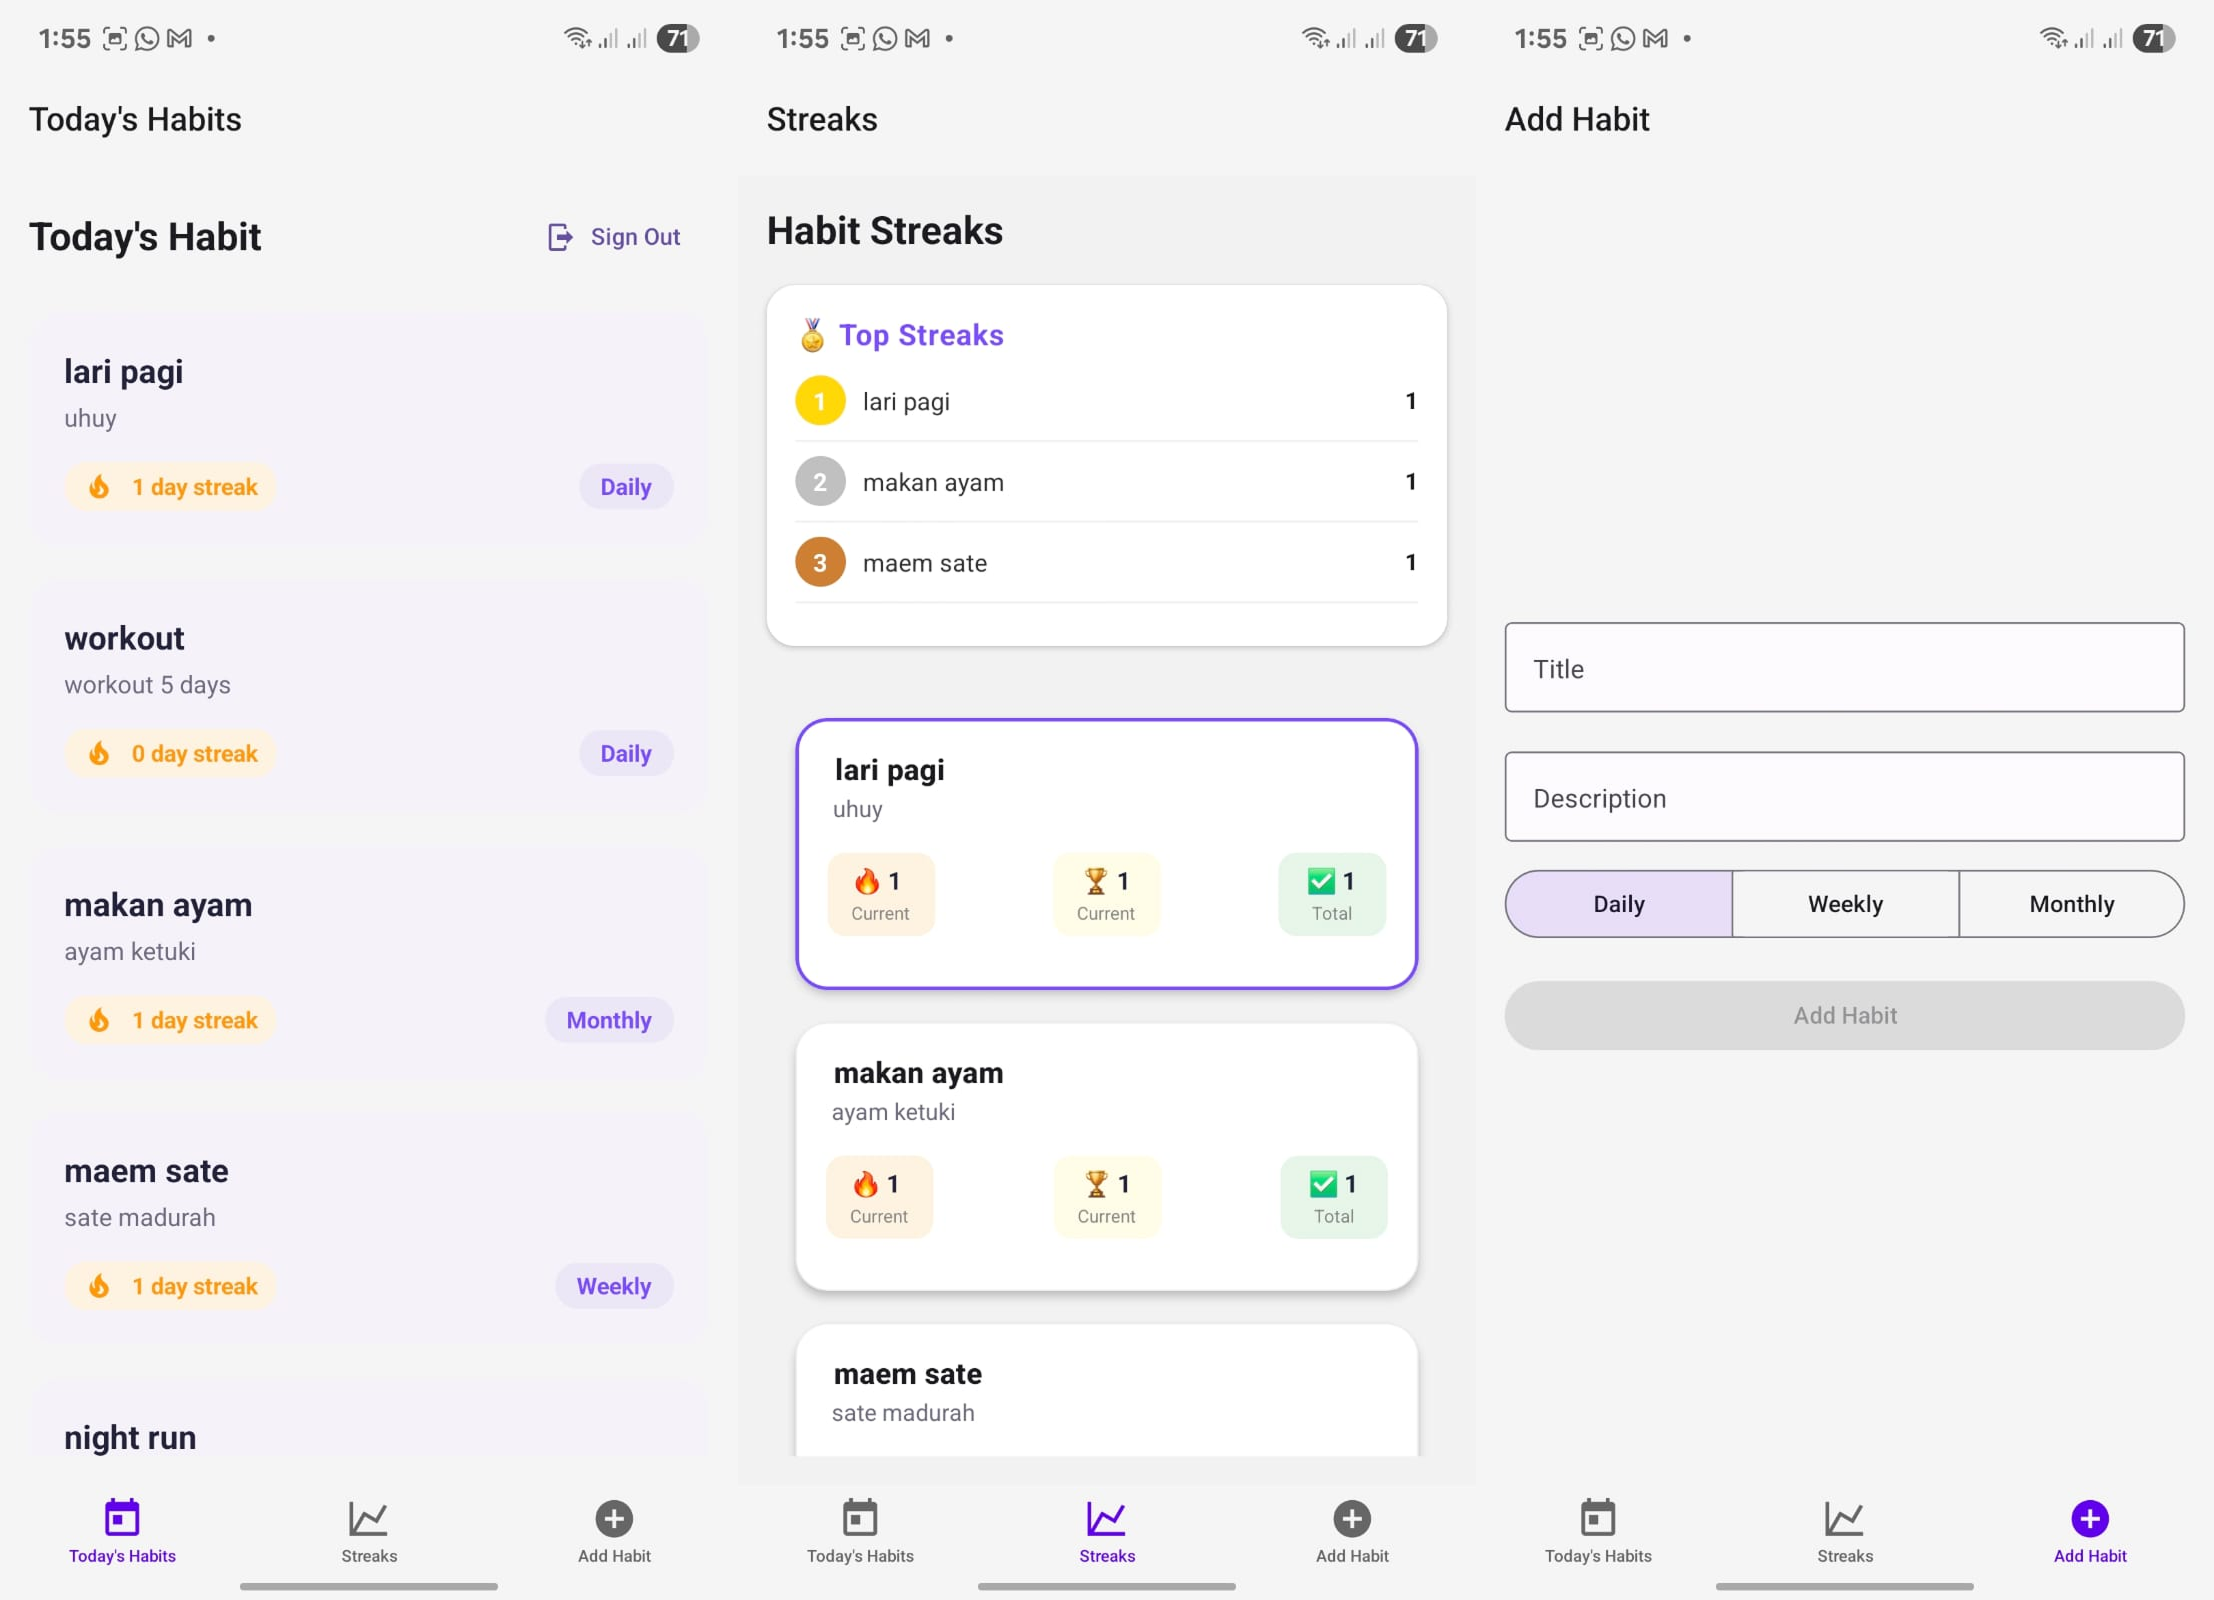 1:55
71
Today's Habits
Today's Habit
Sign Out
lari pagi
uhuy
1 day streak
Daily
workout
workout 5 days
0 day streak
Daily
makan ayam
ayam ketuki
1 day streak
Monthly
maem sate
sate madurah
1 day streak
Weekly
night run
Today's Habits
Streaks
Add Habit
1:55
71
Streaks
Habit Streaks
Top Streaks
1 lari pagi 1
2 makan ayam 1
3 maem sate 1
lari pagi
uhuy
1 1 1
Current Current Total
makan ayam
ayam ketuki
1 1 1
Current Current Total
maem sate
sate madurah
Today's Habits
Streaks
Add Habit
1:55
71
Add Habit
Title
Description
Daily Weekly Monthly
Add Habit
Today's Habits
Streaks
Add Habit